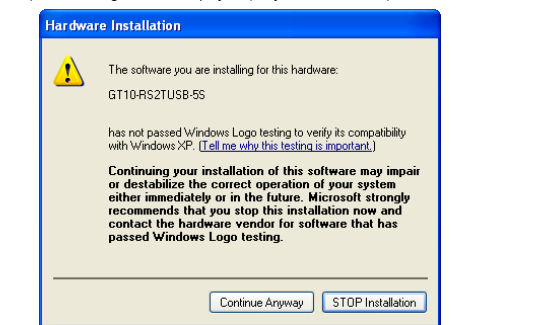 Hardware Installation
The software you are installing for this hardware:
GT10-RS2TUSB-5S
has not passed Windows Logo testing to verify its compatibility
with Windows XP. (Tell me why this testing is important.)
Continuing your installation of this software may impair
or destabilize the correct operation of your system
either immediately or in the future. Microsoft strongly
recommends that you stop this installation now and
contact the hardware vendor for software that has
passed Windows Logo testing.
Continue Anyway
STOP Installation